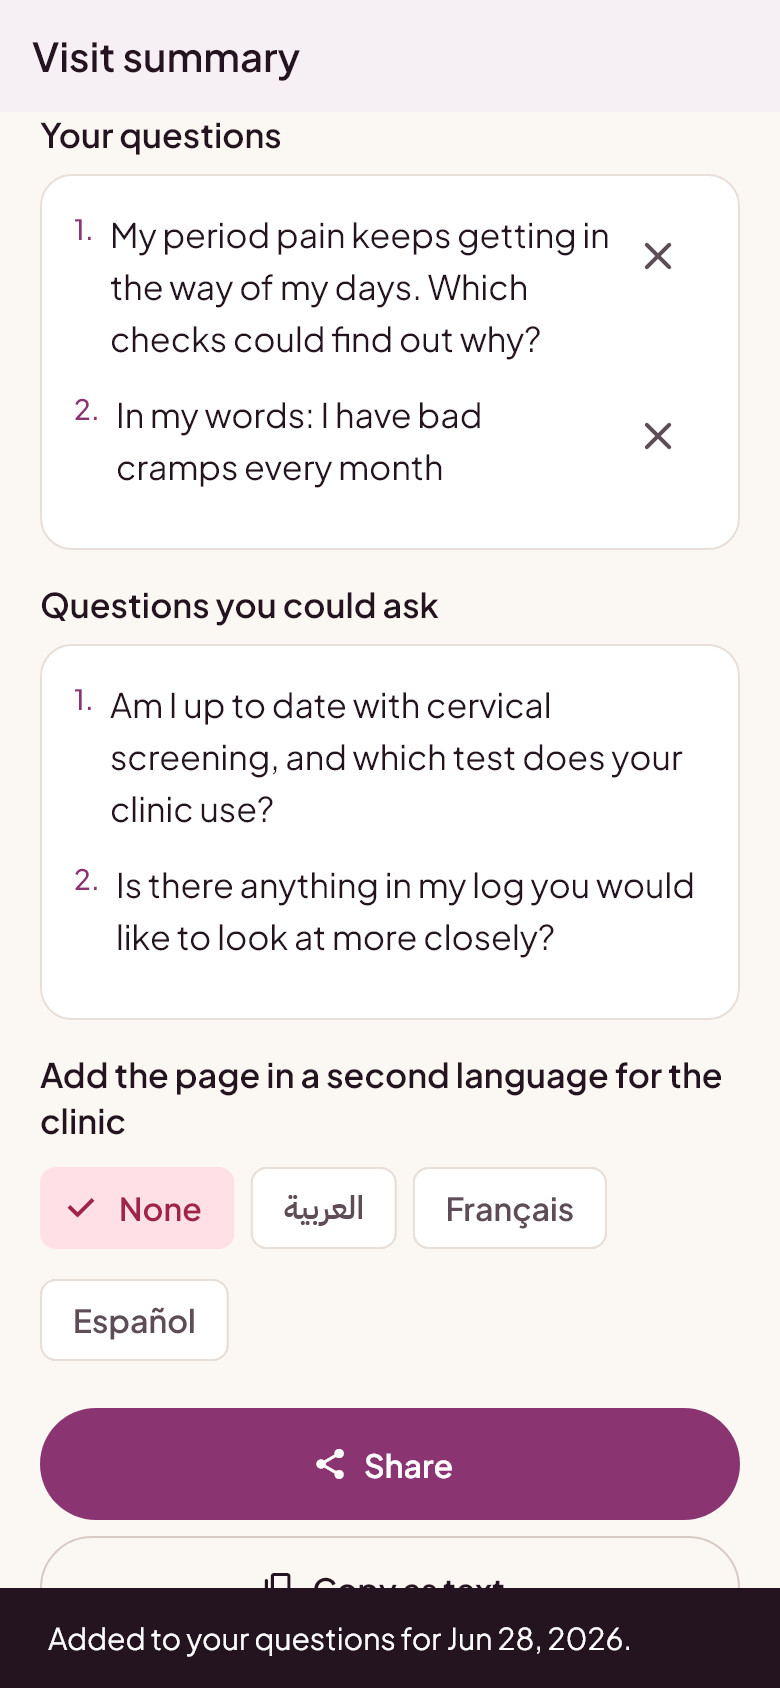 Visit summary
Your questions
1. My period pain keeps getting in
the way of my days. Which
checks could find out why?
2. In my words: I have bad
cramps every month
Questions you could ask
1. Am I up to date with cervical
screening, and which test does your
clinic use?
2. Is there anything in my log you would
like to look at more closely?
Add the page in a second language for the
clinic
None
العربية
Français
Español
Share
Copy as text
Added to your questions for Jun 28, 2026.